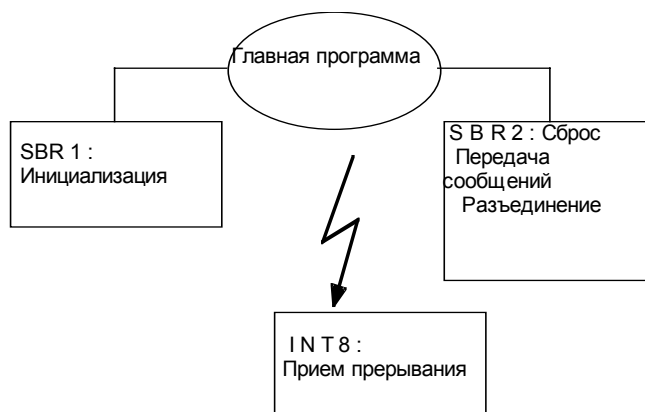 Главная программа
SBR 1 :
Инициализация
S B R 2 : Сброс
Передача
сообщений
Разъединение
I N T 8 :
Прием прерывания